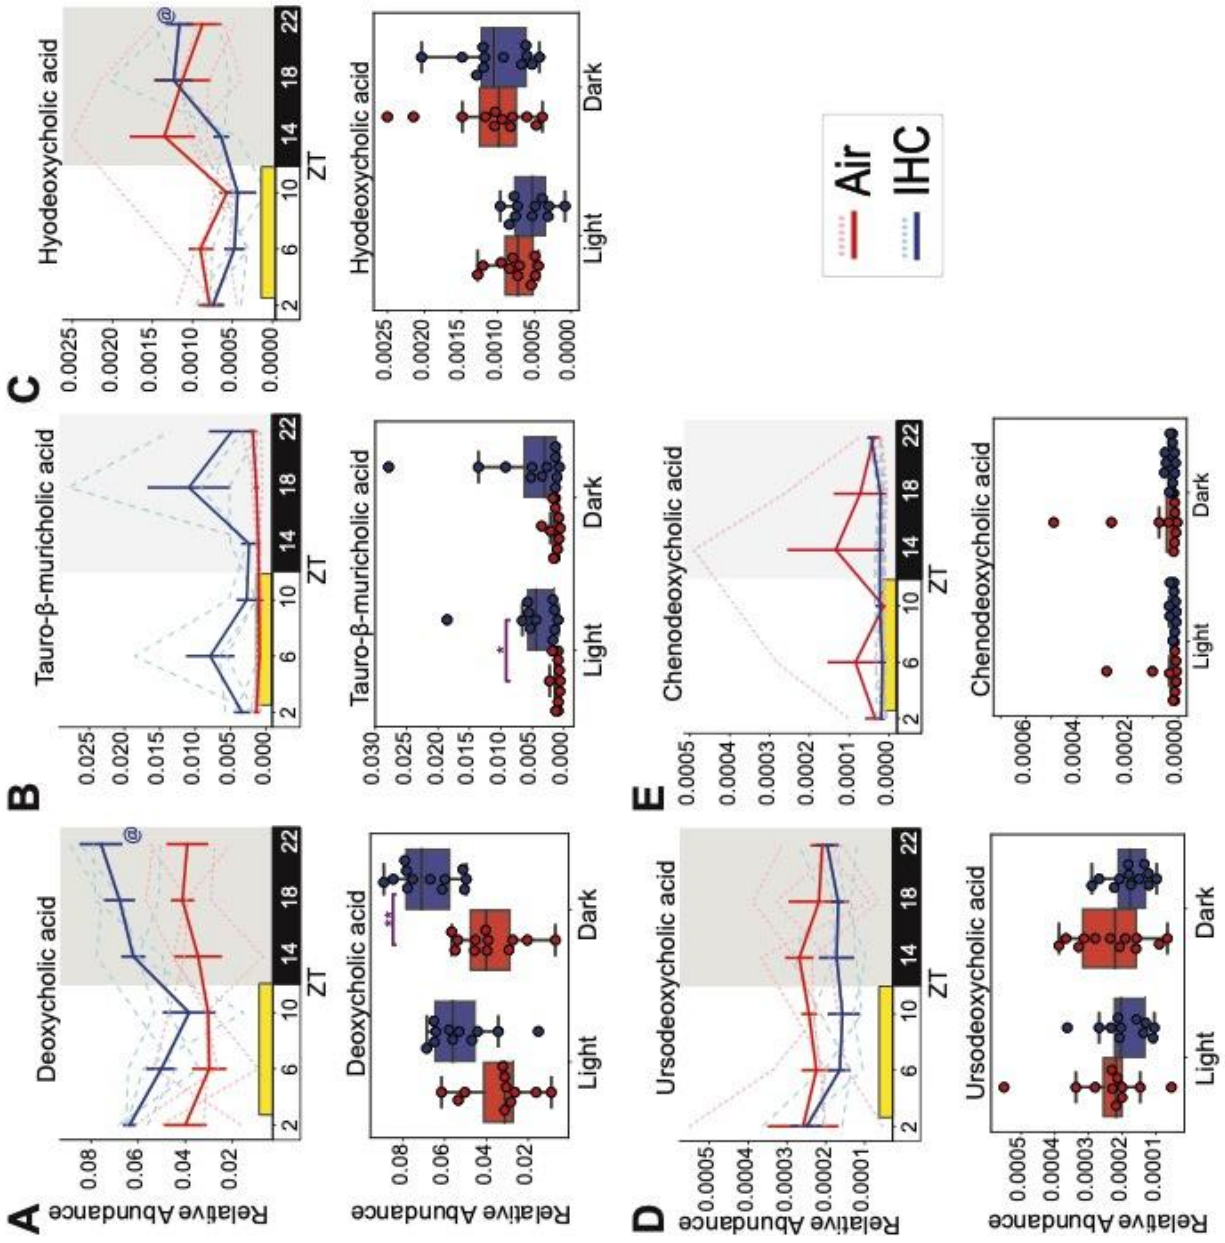 A
Deoxycholic acid
Relative Abundance
0.08
0.06
0.04
0.02
@
2 6 10 14 18 22
ZT
Deoxycholic acid
Relative Abundance
0.08
0.06
0.04
0.02
**
Light Dark
B
Tauro-β-muricholic acid
0.025
0.020
0.015
0.010
0.005
0.000
2 6 10 14 18 22
ZT
Tauro-β-muricholic acid
0.030
0.025
0.020
0.015
0.010
0.005
0.000
*
Light Dark
C
Hyodeoxycholic acid
0.0025
0.0020
0.0015
0.0010
0.0005
0.0000
@
2 6 10 14 18 22
ZT
Hyodeoxycholic acid
0.0025
0.0020
0.0015
0.0010
0.0005
0.0000
Light Dark
D
Ursodeoxycholic acid
Relative Abundance
0.0005
0.0004
0.0003
0.0002
0.0001
2 6 10 14 18 22
ZT
Ursodeoxycholic acid
Relative Abundance
0.0005
0.0004
0.0003
0.0002
0.0001
Light Dark
E
Chenodeoxycholic acid
0.0005
0.0004
0.0003
0.0002
0.0001
0.0000
2 6 10 14 18 22
ZT
Chenodeoxycholic acid
0.0006
0.0004
0.0002
0.0000
Light Dark
Air
IHC